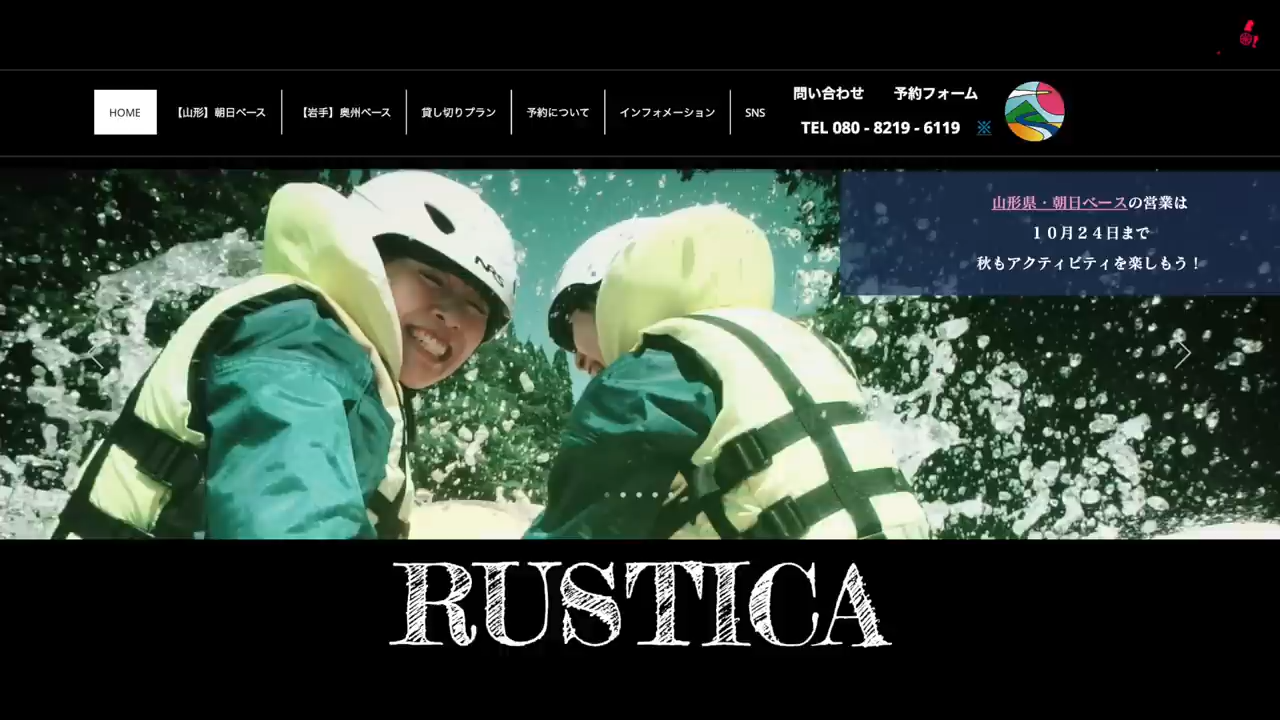 HOME
【山形】朝日ベース
【岩手】奥州ベース
貸し切りプラン
予約について
インフォメーション
SNS
問い合わせ
予約フォーム
TEL 080 - 8219 - 6119 ※
山形県・朝日ベースの営業は
１０月２４日まで
秋もアクティビティを楽しもう！
NRS
RUSTICA